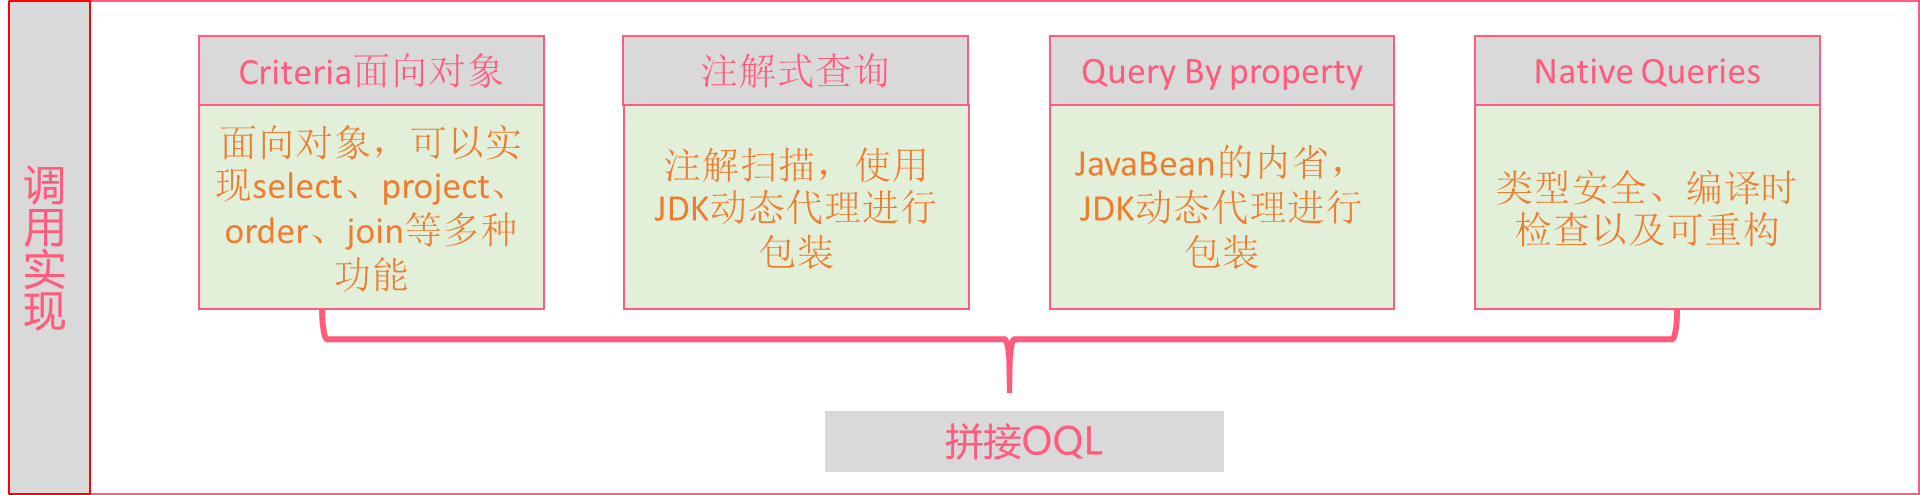 调用实现
Criteria面向对象
面向对象，可以实
现select、project、
order、join等多种
功能
注解式查询
注解扫描，使用
JDK动态代理进行
包装
Query By property
JavaBean的内省，
JDK动态代理进行
包装
Native Queries
类型安全、编译时
检查以及可重构
拼接OQL